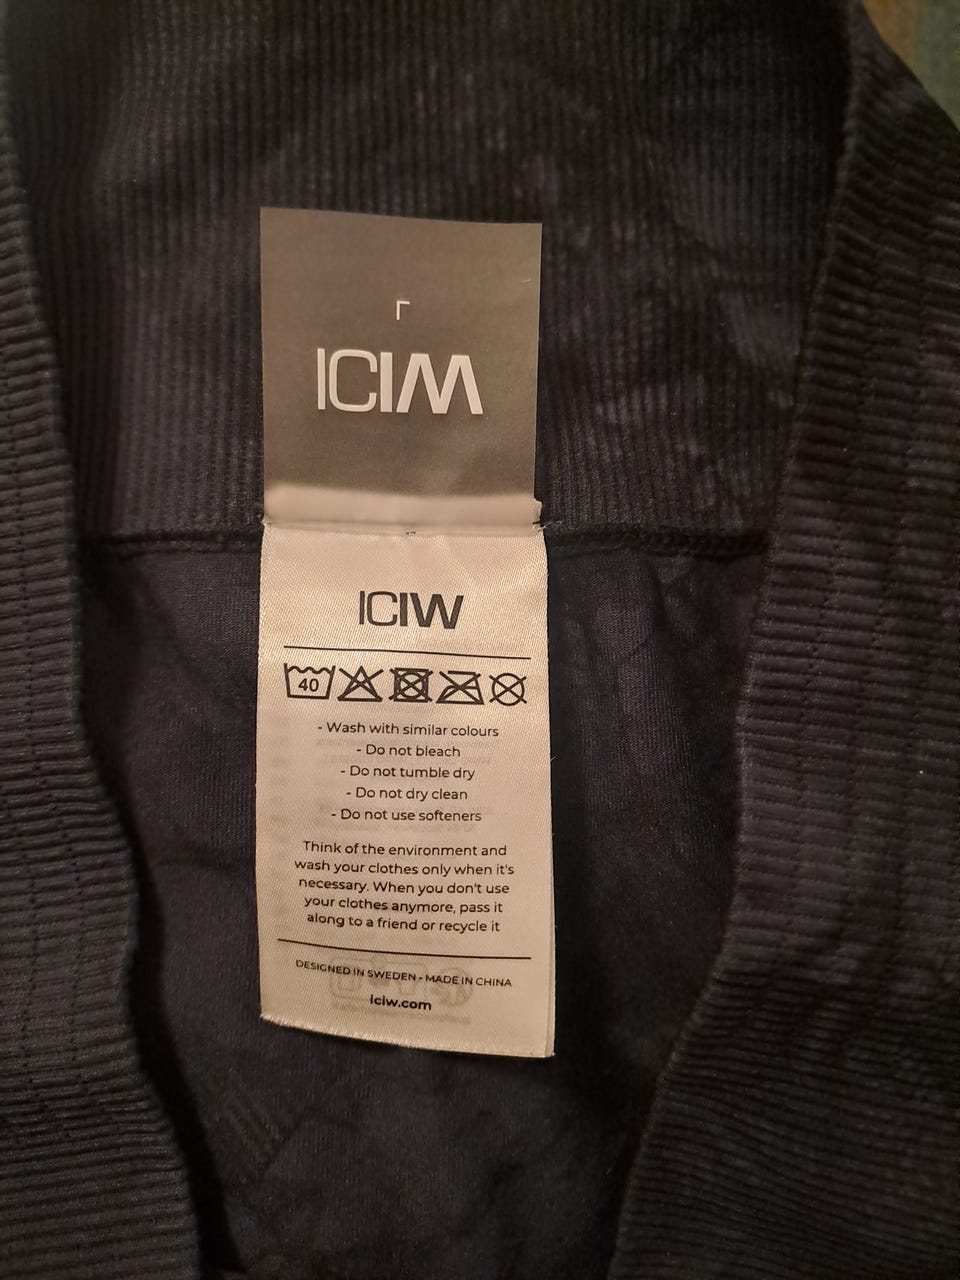 L
ICIW
ICIW
40
- Wash with similar colours
- Do not bleach
- Do not tumble dry
- Do not dry clean
- Do not use softeners
Think of the environment and
wash your clothes only when it's
necessary. When you don't use
your clothes anymore, pass it
along to a friend or recycle it
DESIGNED IN SWEDEN - MADE IN CHINA
iciw.com